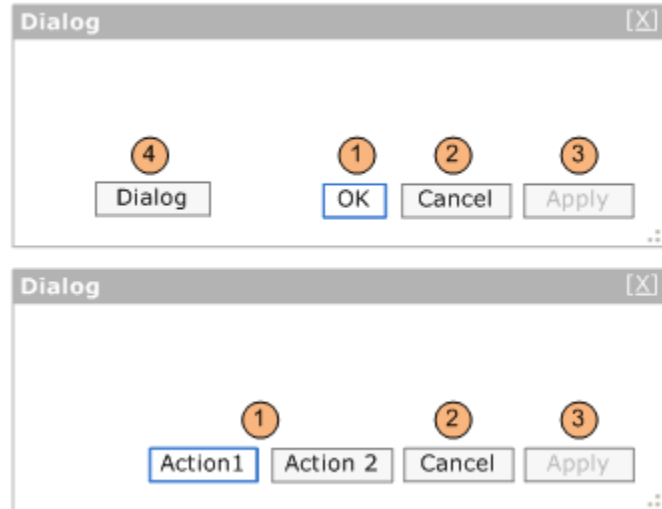 Dialog [X]
4 1 2 3
Dialog OK Cancel Apply
Dialog [X]
1 2 3
Action1 Action 2 Cancel Apply